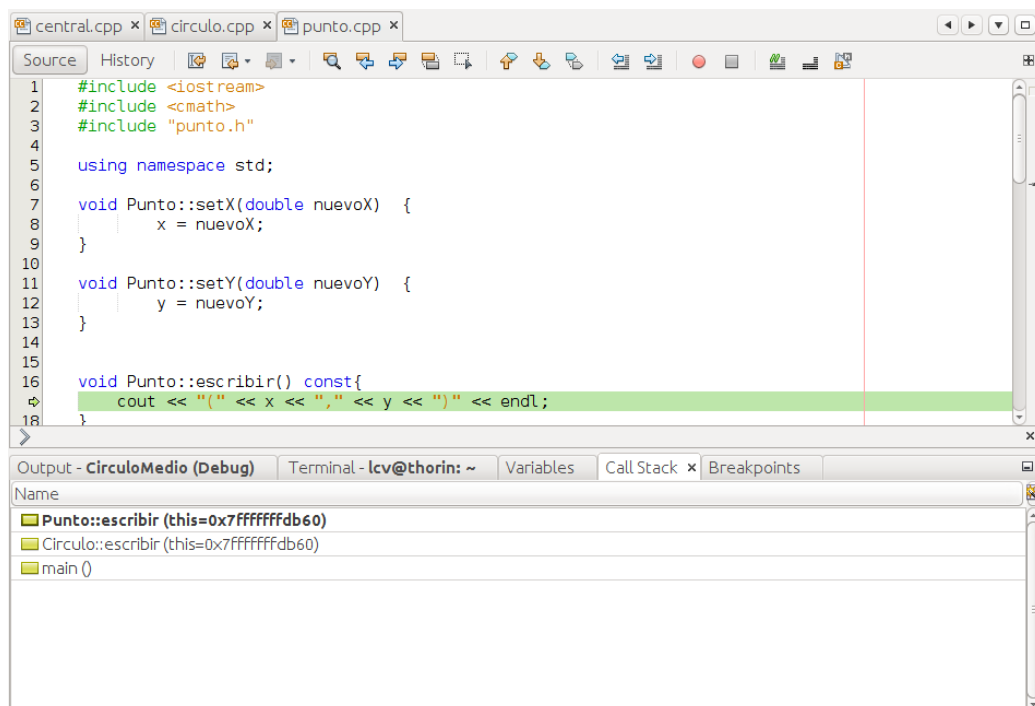 central.cpp × circulo.cpp × punto.cpp ×
Source History
1 #include <iostream>
2 #include <cmath>
3 #include "punto.h"
4
5 using namespace std;
6
7 void Punto::setX(double nuevoX) {
8 x = nuevoX;
9 }
10
11 void Punto::setY(double nuevoY) {
12 y = nuevoY;
13 }
14
15
16 void Punto::escribir() const{
cout << "(" << x << "," << y << ")" << endl;
18 }
Output - CirculoMedio (Debug) Terminal - lcv@thorin: ~ Variables Call Stack × Breakpoints
Name
Punto::escribir (this=0x7fffffffdb60)
Circulo::escribir (this=0x7fffffffdb60)
main ()